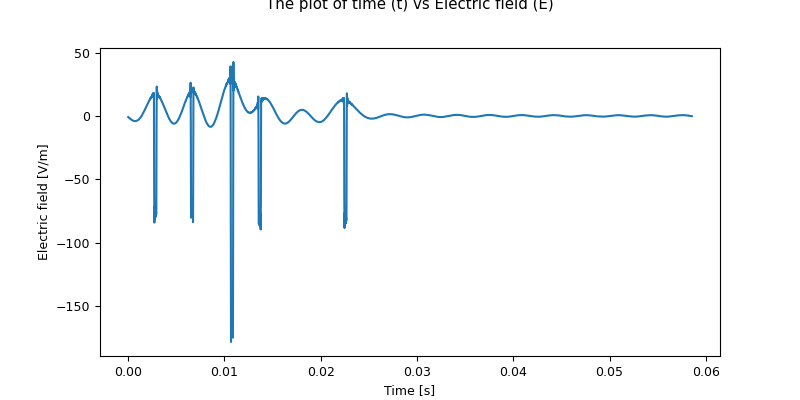 The plot of time (t) vs Electric field (E)
50
0
−50
−100
−150
Electric field [V/m]
0.00 0.01 0.02 0.03 0.04 0.05 0.06
Time [s]